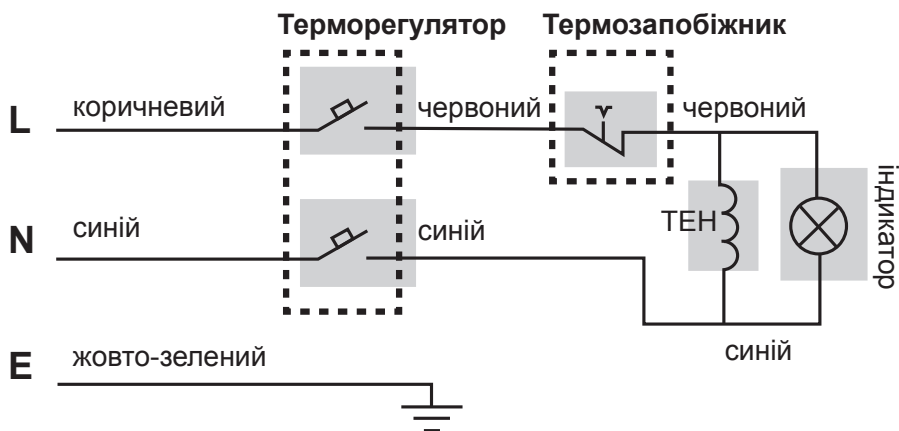 Терморегулятор Термозапобіжник
L коричневий червоний червоний
ТЕН
індикатор
N синій синій
синій
E жовто-зелений